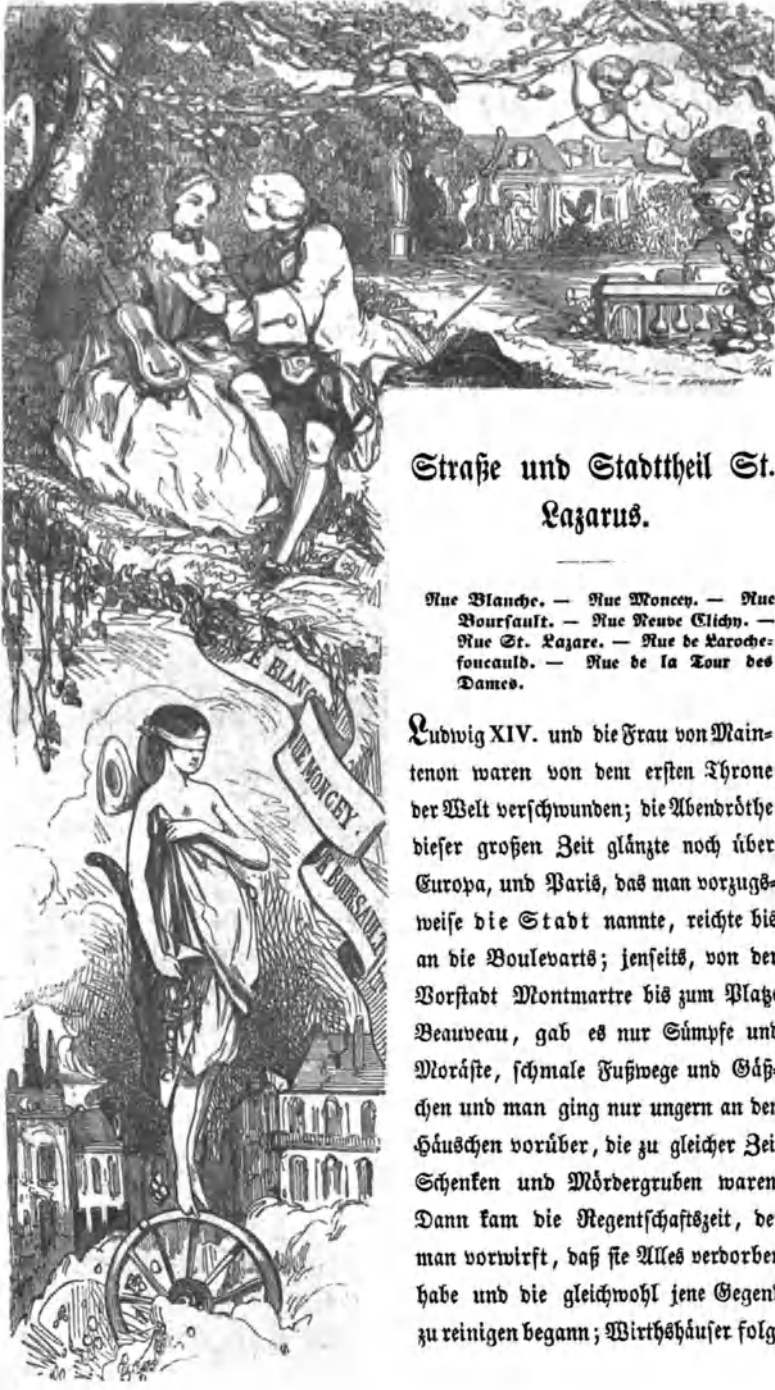 E BLANC
UE MONCEY.
E BOURSAULT
Straße und Stadttheil St.
Lazarus.
Rue Blanche. — Rue Moncey. — Rue
Boursault. — Rue Neuve Clichy. —
Rue St. Lazare. — Rue de Laroche=
foucauld. — Rue de la Tour des
Dames.
Ludwig XIV. und die Frau von Main=
tenon waren von dem ersten Throne
der Welt verschwunden; die Abendröthe
dieser großen Zeit glänzte noch über
Europa, und Paris, das man vorzugs=
weise die Stadt nannte, reichte bis
an die Boulevarts; jenseits, von der
Vorstadt Montmartre bis zum Platze
Beauveau, gab es nur Sümpfe und
Moräste, schmale Fußwege und Gäß=
chen und man ging nur ungern an den
Häuschen vorüber, die zu gleicher Zei
Schenken und Mördergruben waren
Dann kam die Regentschaftszeit, de
man vorwirft, daß sie Alles verdorben
habe und die gleichwohl jene Gegen
zu reinigen begann; Wirthshäuser folg